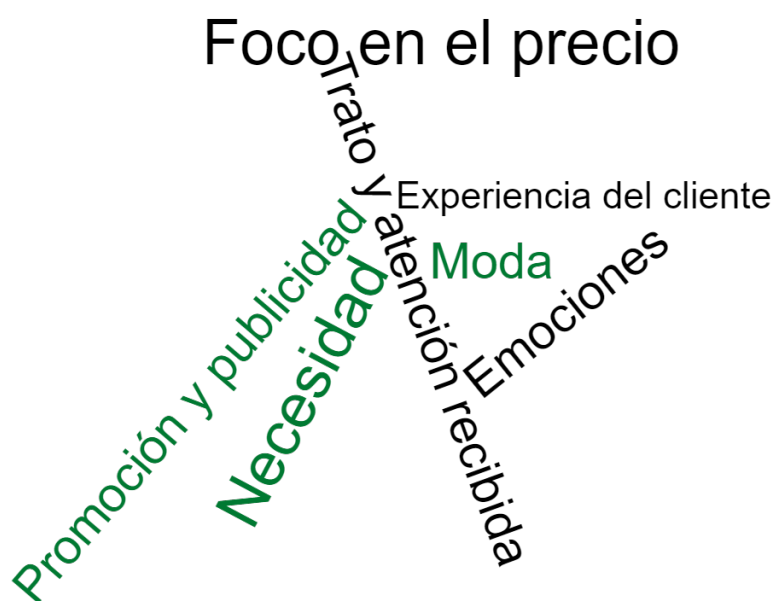 Foco en el precio
Trato y atención recibida
Experiencia del cliente
Promoción y publicidad
Moda
Necesidad
Emociones